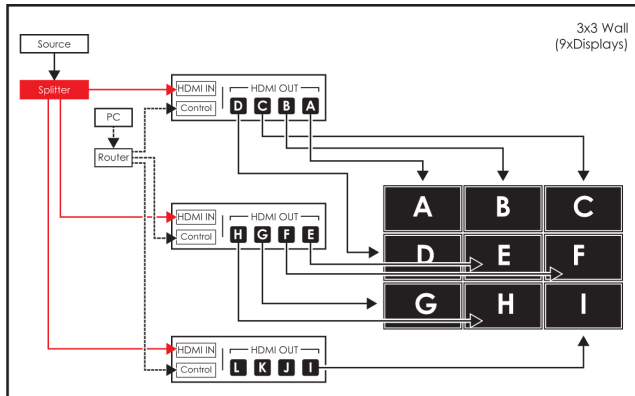 3x3 Wall
(9xDisplays)
Source
Splitter
PC
Router
HDMI IN
HDMI OUT
Control
D C B A
HDMI IN
HDMI OUT
Control
H G F E
HDMI IN
HDMI OUT
Control
L K J I
A B C
D E F
G H I